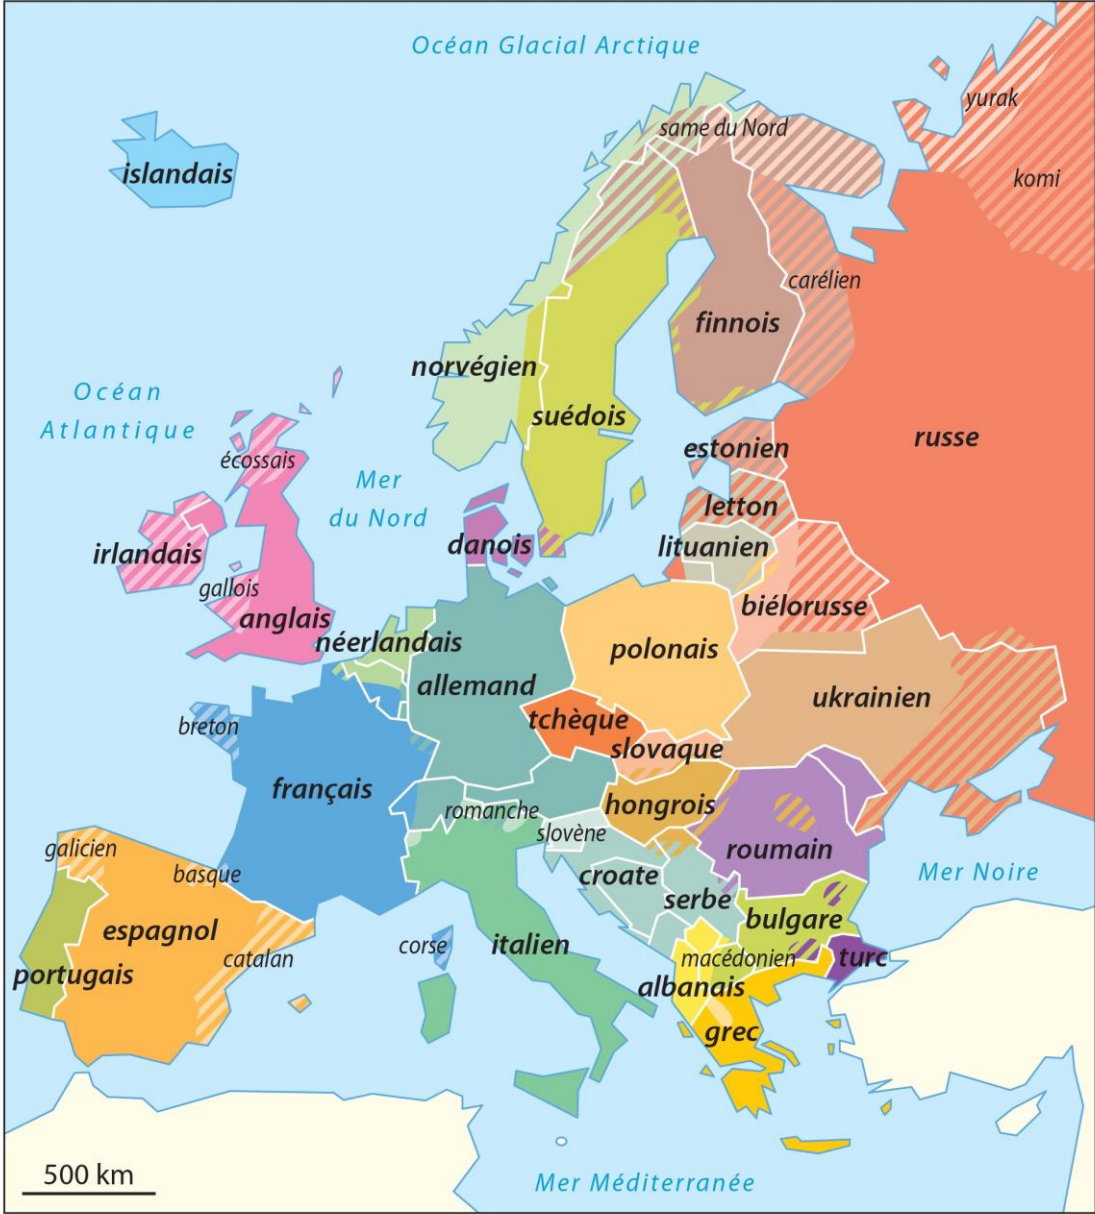 Océan Glacial Arctique
yurak
same du Nord
islandais
komi
carélien
finnois
norvégien
Océan
Atlantique
suédois
russe
estonien
écossais
Mer
du Nord
letton
irlandais
danois
lituanien
gallois
anglais
biélorusse
néerlandais
polonais
allemand
ukrainien
breton
tchèque
slovaque
français
romanche
hongrois
slovène
galicien
roumain
basque
croate
Mer Noire
serbe
espagnol
bulgare
corse
italien
catalan
macédonien
turc
portugais
albanais
grec
500 km
Mer Méditerranée